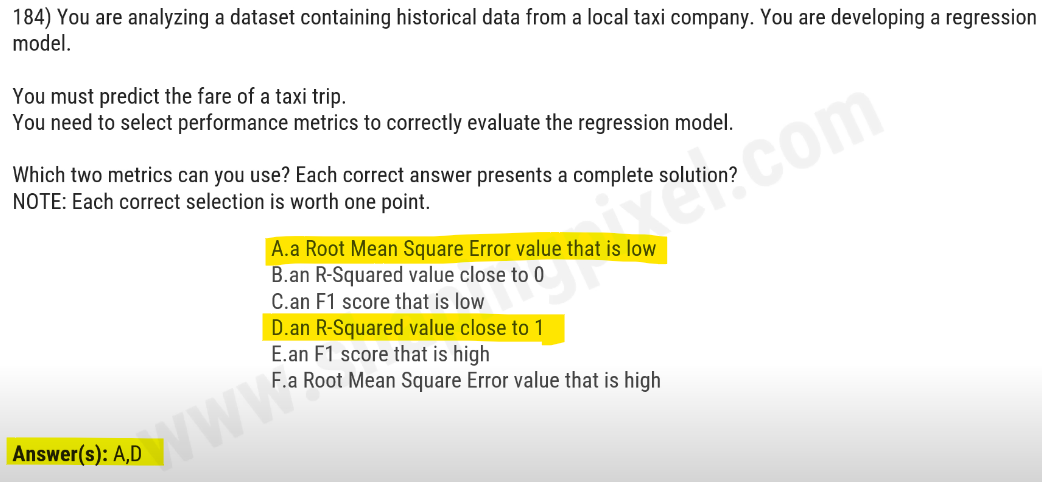 184) You are analyzing a dataset containing historical data from a local taxi company. You are developing a regression
model.
You must predict the fare of a taxi trip.
You need to select performance metrics to correctly evaluate the regression model.
Which two metrics can you use? Each correct answer presents a complete solution?
NOTE: Each correct selection is worth one point.
A.a Root Mean Square Error value that is low
B.an R-Squared value close to 0
C.an F1 score that is low
D.an R-Squared value close to 1
E.an F1 score that is high
F.a Root Mean Square Error value that is high
Answer(s): A,D